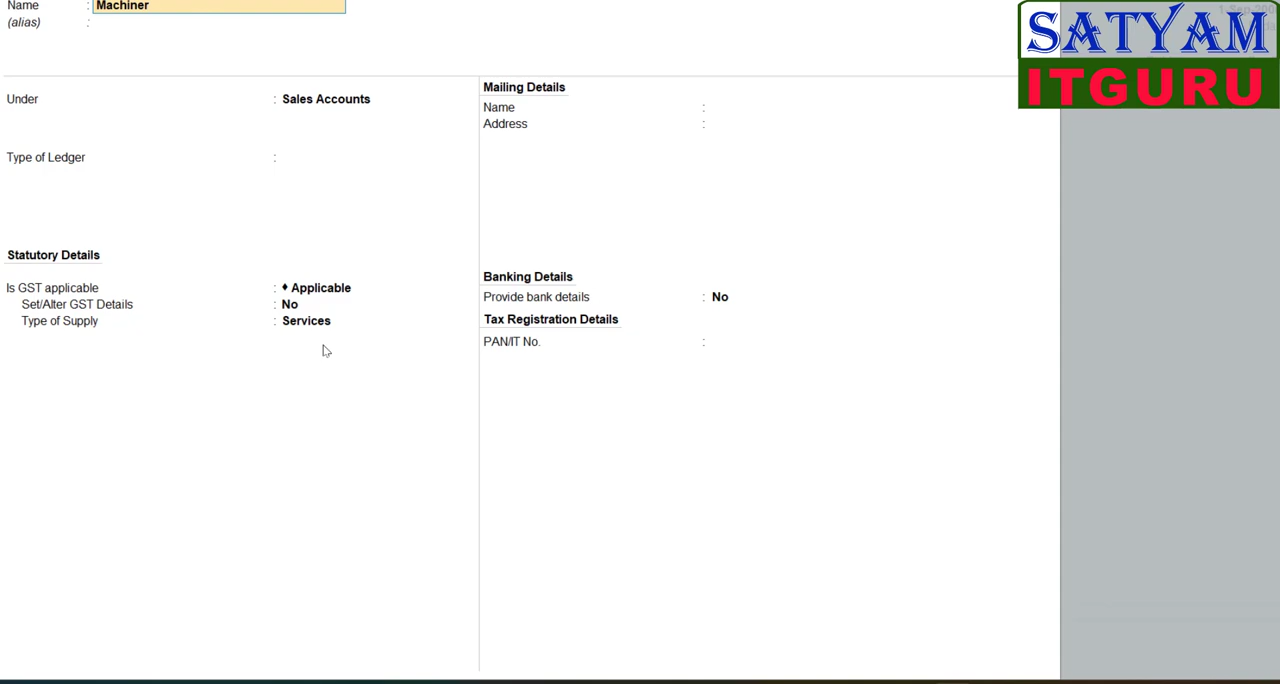 Name : Machiner
(alias) :
SATYAM
ITGURU
Under : Sales Accounts
Type of Ledger :
Statutory Details
Is GST applicable : ♦ Applicable
Set/Alter GST Details : No
Type of Supply : Services
Mailing Details
Name :
Address :
Banking Details
Provide bank details : No
Tax Registration Details
PAN/IT No. :